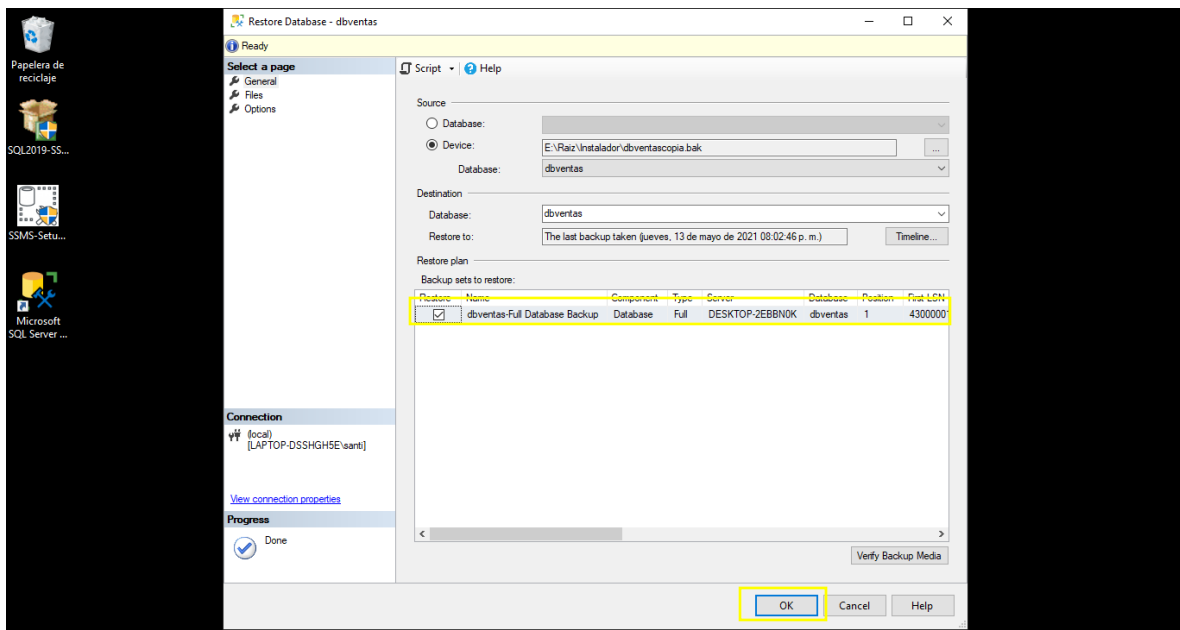 Papelera de
reciclaje
SQL2019-SS...
SSMS-Setu...
Microsoft
SQL Server ...
Restore Database - dbventas
Ready
Select a page
General
Files
Options
Script
Help
Source
Database:
Device:
E:\Raiz\Instalador\dbventascopia.bak
...
Database:
dbventas
Destination
Database:
dbventas
Restore to:
The last backup taken (jueves, 13 de mayo de 2021 08:02:46 p. m.)
Timeline...
Restore plan
Backup sets to restore:
Restore Name Component Type Server Database Position First LSN
dbventas-Full Database Backup Database Full DESKTOP-2EBBN0K dbventas 1 43000001
Connection
(local)
[LAPTOP-DSSHGH5E\santi]
View connection properties
Progress
Done
Verify Backup Media
OK Cancel Help